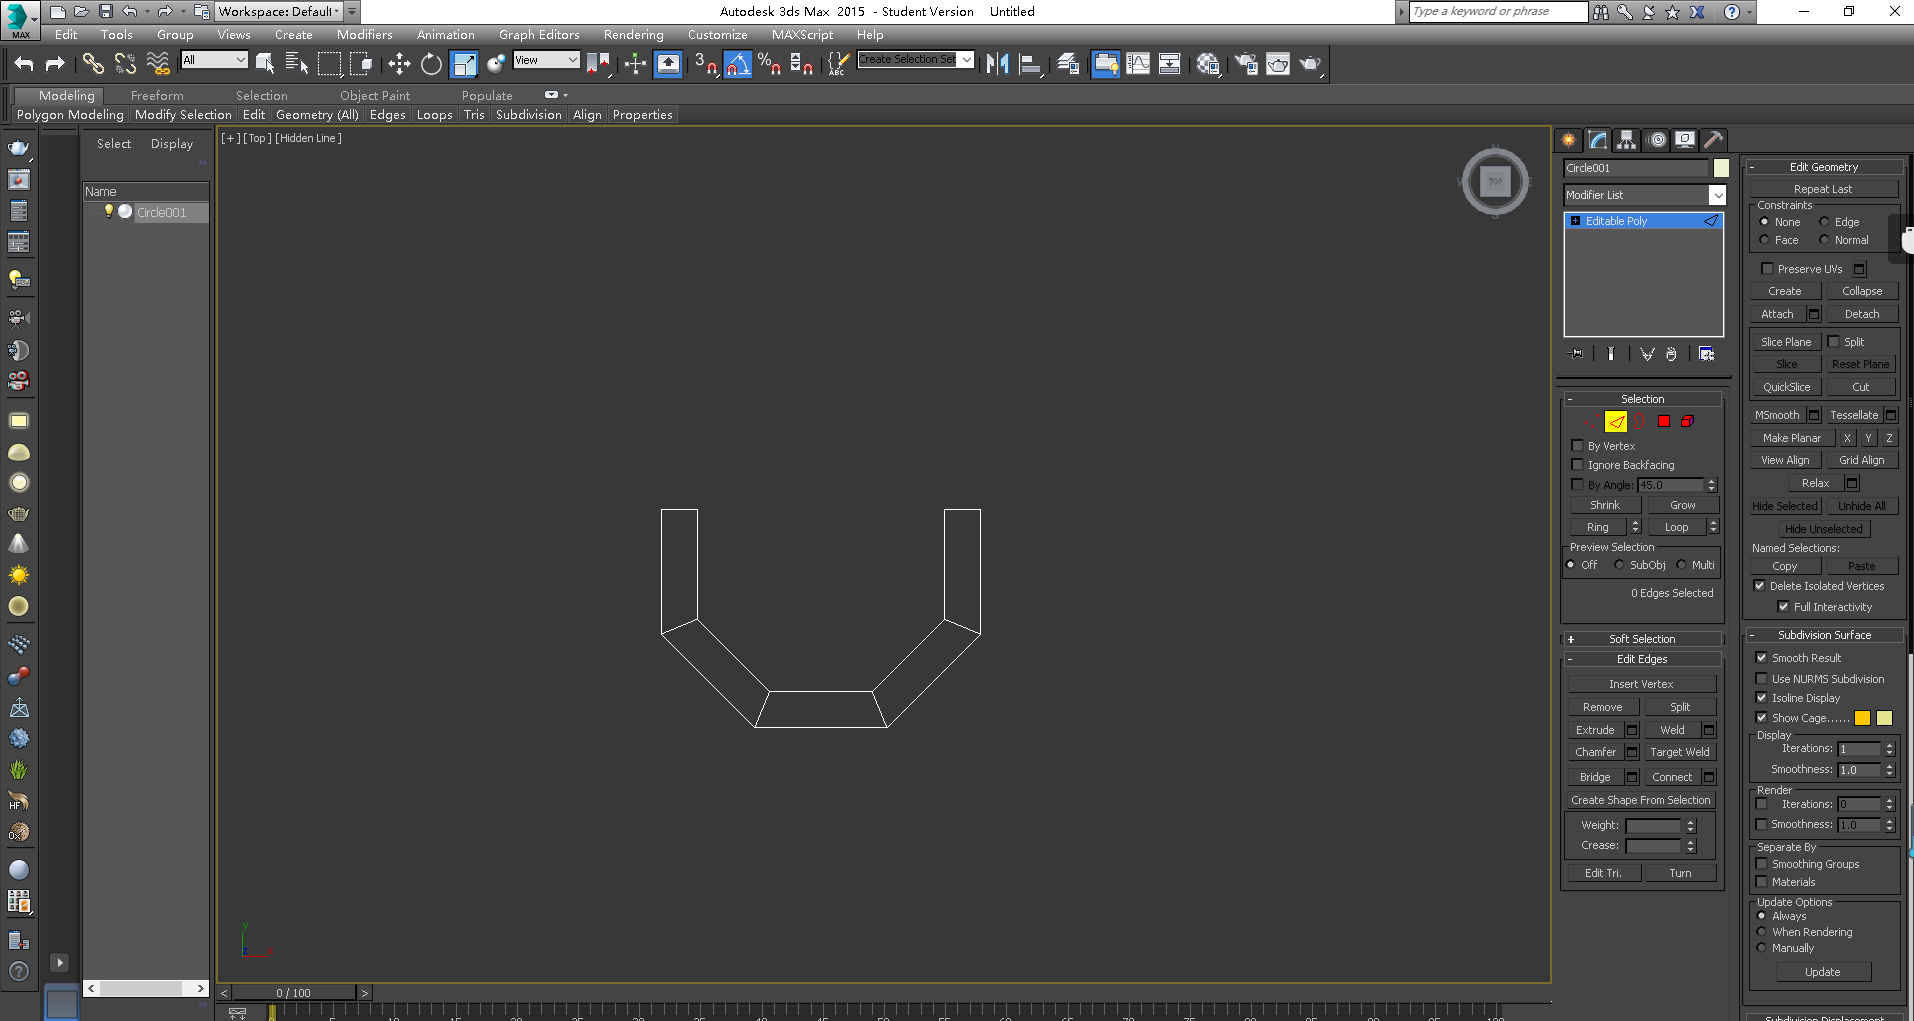 Workspace: Default
Autodesk 3ds Max 2015 - Student Version Untitled
Type a keyword or phrase
MAX
Edit Tools Group Views Create Modifiers Animation Graph Editors Rendering Customize MAXScript Help
All
View
3
%
ABC
Create Selection Set
Modeling Freeform Selection Object Paint Populate
Polygon Modeling Modify Selection Edit Geometry (All) Edges Loops Tris Subdivision Align Properties
Select Display
Name
Circle001
[+][Top][Hidden Line]
TOP
Circle001
Modifier List
Editable Poly
Selection
By Vertex
Ignore Backfacing
By Angle: 45.0
Shrink Grow
Ring Loop
Preview Selection
Off SubObj Multi
0 Edges Selected
+ Soft Selection
- Edit Edges
Insert Vertex
Remove Split
Extrude Weld
Chamfer Target Weld
Bridge Connect
Create Shape From Selection
Weight:
Crease:
Edit Tri. Turn
- Edit Geometry
Repeat Last
Constraints
None Edge
Face Normal
Preserve UVs
Create Collapse
Attach Detach
Slice Plane Split
Slice Reset Plane
QuickSlice Cut
MSmooth Tessellate
Make Planar X Y Z
View Align Grid Align
Relax
Hide Selected Unhide All
Hide Unselected
Named Selections:
Copy Paste
Delete Isolated Vertices
Full Interactivity
- Subdivision Surface
Smooth Result
Use NURMS Subdivision
Isoline Display
Show Cage......
Display
Iterations: 1
Smoothness: 1.0
Render
Iterations: 0
Smoothness: 1.0
Separate By
Smoothing Groups
Materials
Update Options
Always
When Rendering
Manually
Update
Subdivision Displacement
HF
Ox
y
x
0 / 100